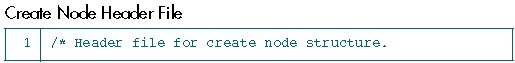 Create Node Header File
1 /* Header file for create node structure.